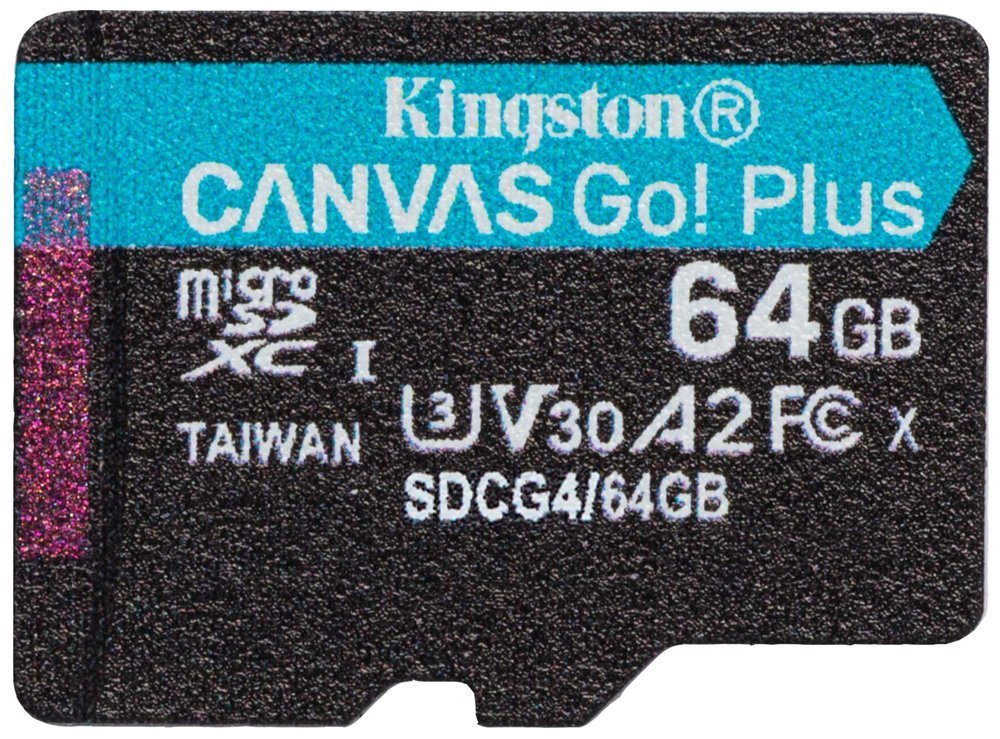 Kingston®
CANVAS Go! Plus
micro
SD
XC I
64GB
TAIWAN
U3 V30 A2 FC X
SDCG4/64GB